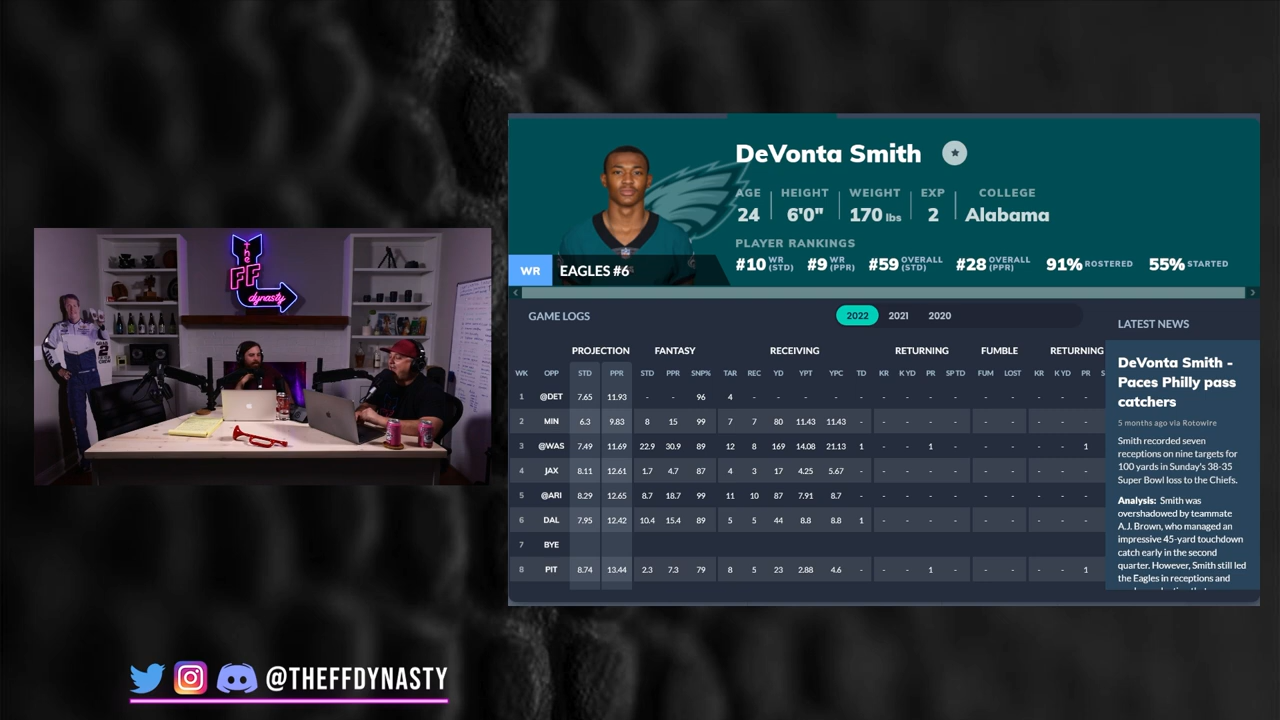 The
FF
dynasty
DeVonta Smith
AGE HEIGHT WEIGHT EXP COLLEGE
24 6'0" 170 lbs 2 Alabama
PLAYER RANKINGS
#10 WR (STD) #9 WR (PPR) #59 OVERALL (STD) #28 OVERALL (PPR) 91% ROSTERED 55% STARTED
WR EAGLES #6
GAME LOGS 2022 2021 2020
PROJECTION FANTASY RECEIVING RETURNING FUMBLE RETURNING
WK OPP STD PPR STD PPR SNP% TAR REC YD YPT YPC TD KR K YD PR SP TD FUM LOST KR K YD PR S
1 @DET 7.65 11.93 - - 96 4 - - - - - - - - - - - - - -
2 MIN 6.3 9.83 8 15 99 7 7 80 11.43 11.43 - - - - - - - - - -
3 @WAS 7.49 11.69 22.9 30.9 89 12 8 169 14.08 21.13 1 - - 1 - - - - - 1
4 JAX 8.11 12.61 1.7 4.7 87 4 3 17 4.25 5.67 - - - - - - - - - -
5 @ARI 8.29 12.65 8.7 18.7 99 11 10 87 7.91 8.7 - - - - - - - - - -
6 DAL 7.95 12.42 10.4 15.4 89 5 5 44 8.8 8.8 1 - - - - - - - - -
7 BYE
8 PIT 8.74 13.44 2.3 7.3 79 8 5 23 2.88 4.6 - - - 1 - - - - - 1
LATEST NEWS
DeVonta Smith -
Paces Philly pass
catchers
5 months ago via Rotowire
Smith recorded seven
receptions on nine targets for
100 yards in Sunday's 38-35
Super Bowl loss to the Chiefs.
Analysis: Smith was
overshadowed by teammate
A.J. Brown, who managed an
impressive 45-yard touchdown
catch early in the second
quarter. However, Smith still led
the Eagles in receptions and
@THEFFDYNASTY